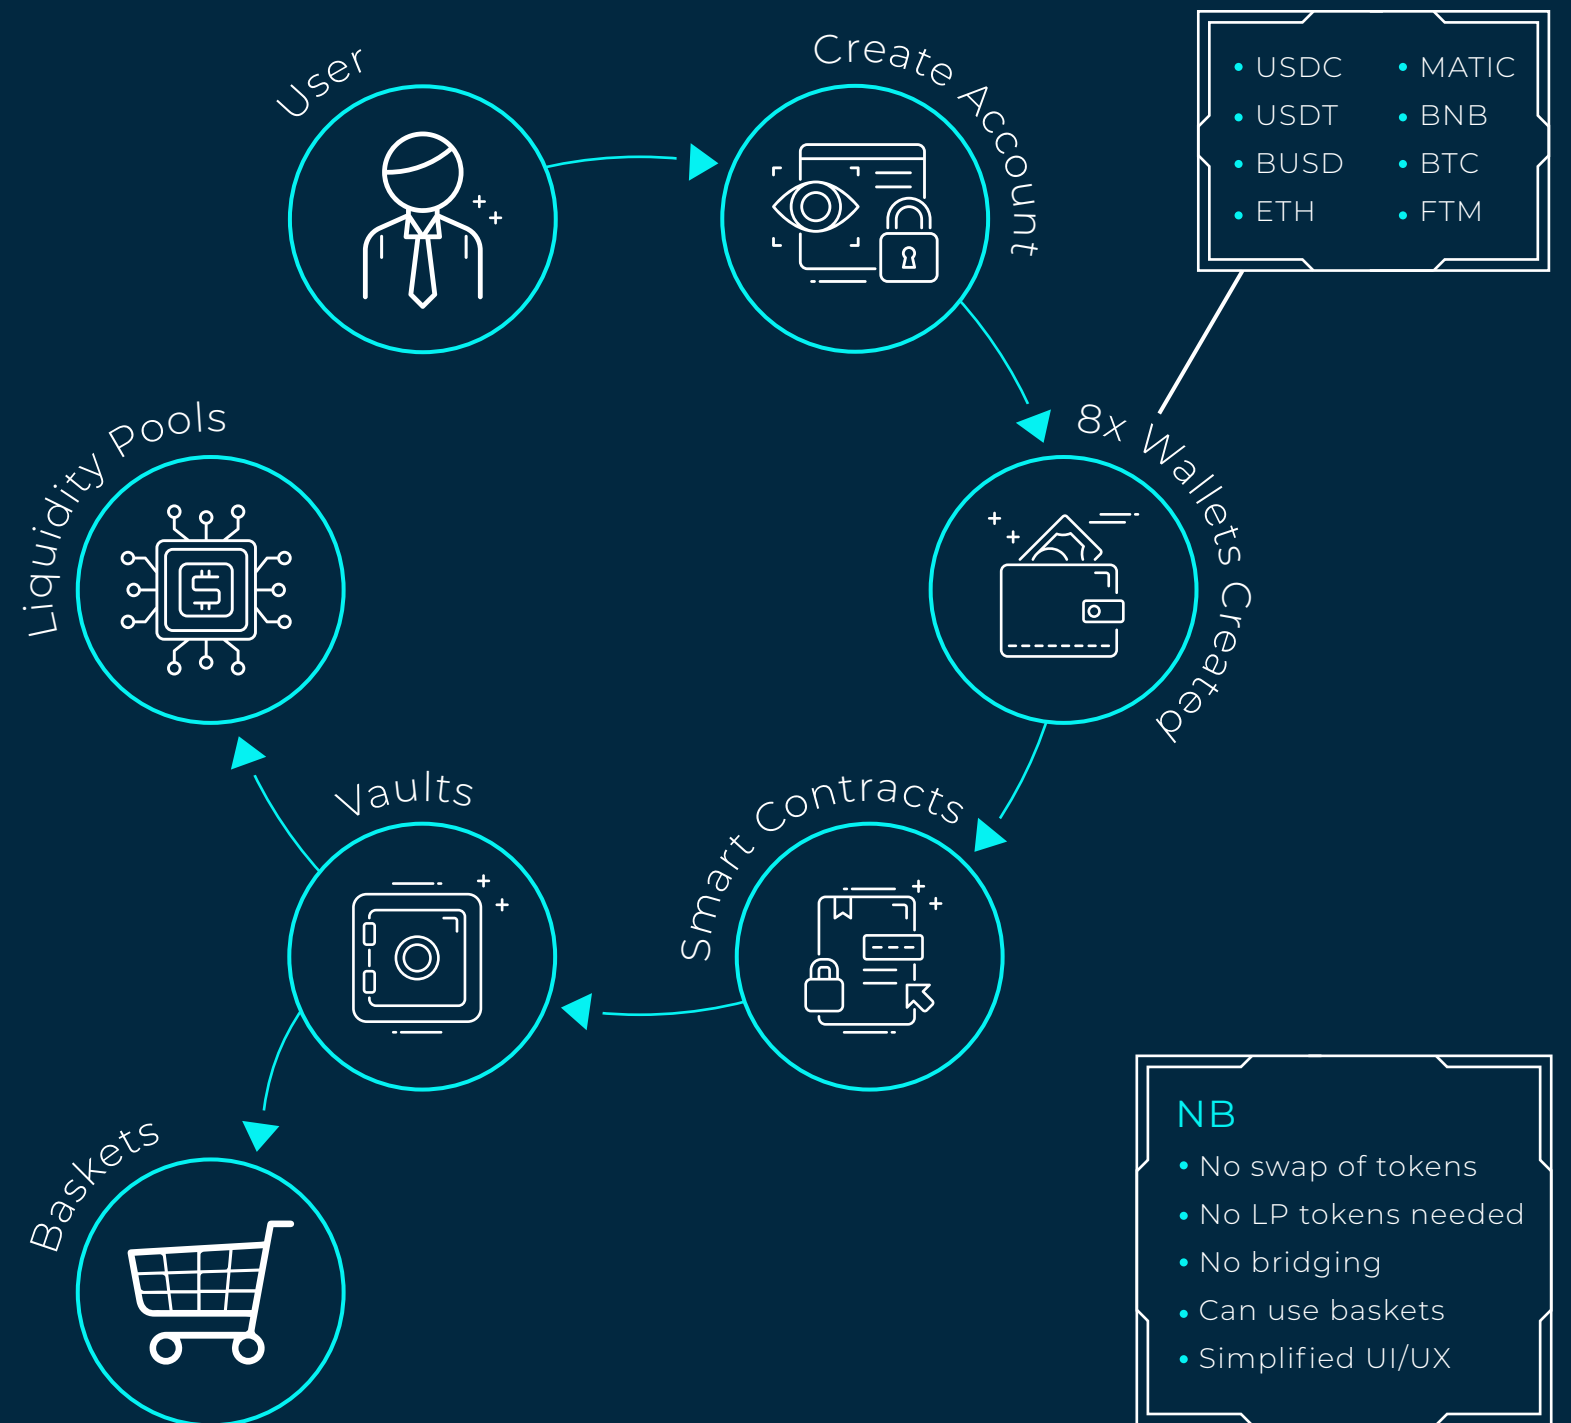 User
Create Account
USDC
USDT
BUSD
ETH
MATIC
BNB
BTC
FTM
8x Wallets Created
Liquidity Pools
Vaults
Smart Contracts
Baskets
NB
No swap of tokens
No LP tokens needed
No bridging
Can use baskets
Simplified UI/UX